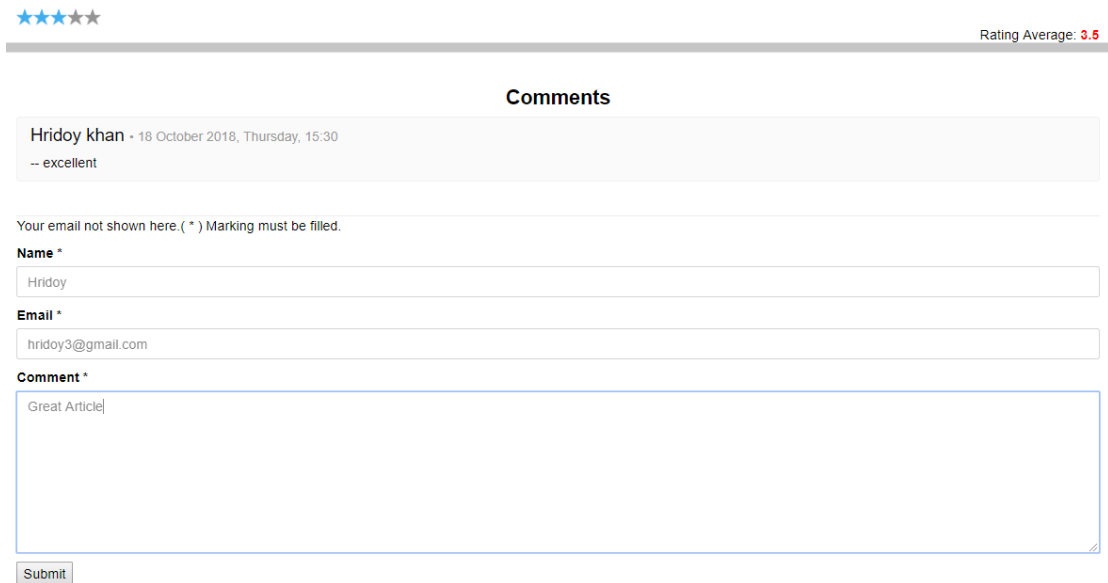 Rating Average: 3.5
Comments
Hridoy khan • 18 October 2018, Thursday, 15:30
-- excellent
Your email not shown here.( * ) Marking must be filled.
Name *
Hridoy
Email *
hridoy3@gmail.com
Comment *
Great Article
Submit